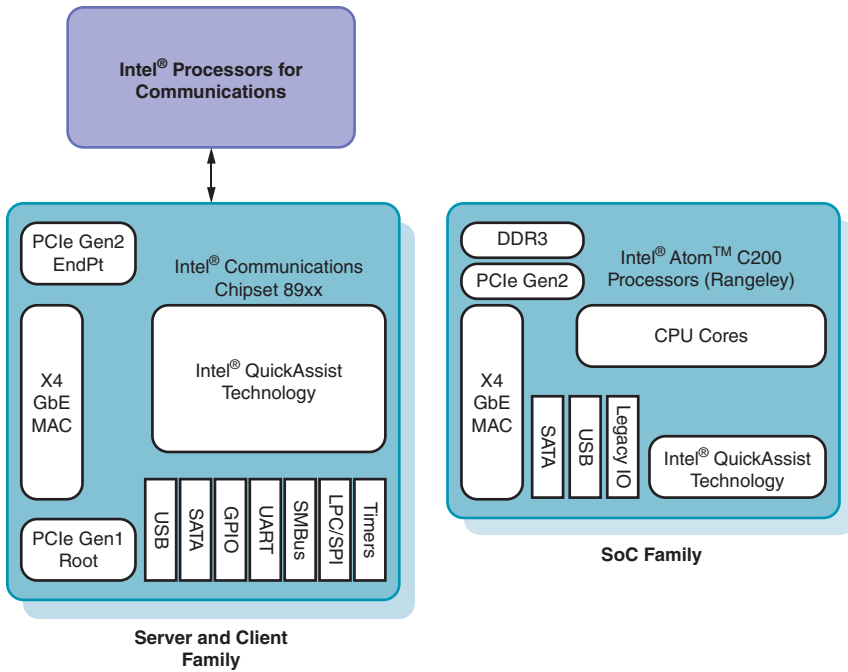 Intel® Processors for
Communications
PCIe Gen2
EndPt
Intel® Communications
Chipset 89xx
X4
GbE
MAC
Intel® QuickAssist
Technology
PCIe Gen1
Root
USB
SATA
GPIO
UART
SMBus
LPC/SPI
Timers
Server and Client
Family
DDR3
PCIe Gen2
Intel® Atom™ C200
Processors (Rangeley)
CPU Cores
X4
GbE
MAC
SATA
USB
Legacy IO
Intel® QuickAssist
Technology
SoC Family